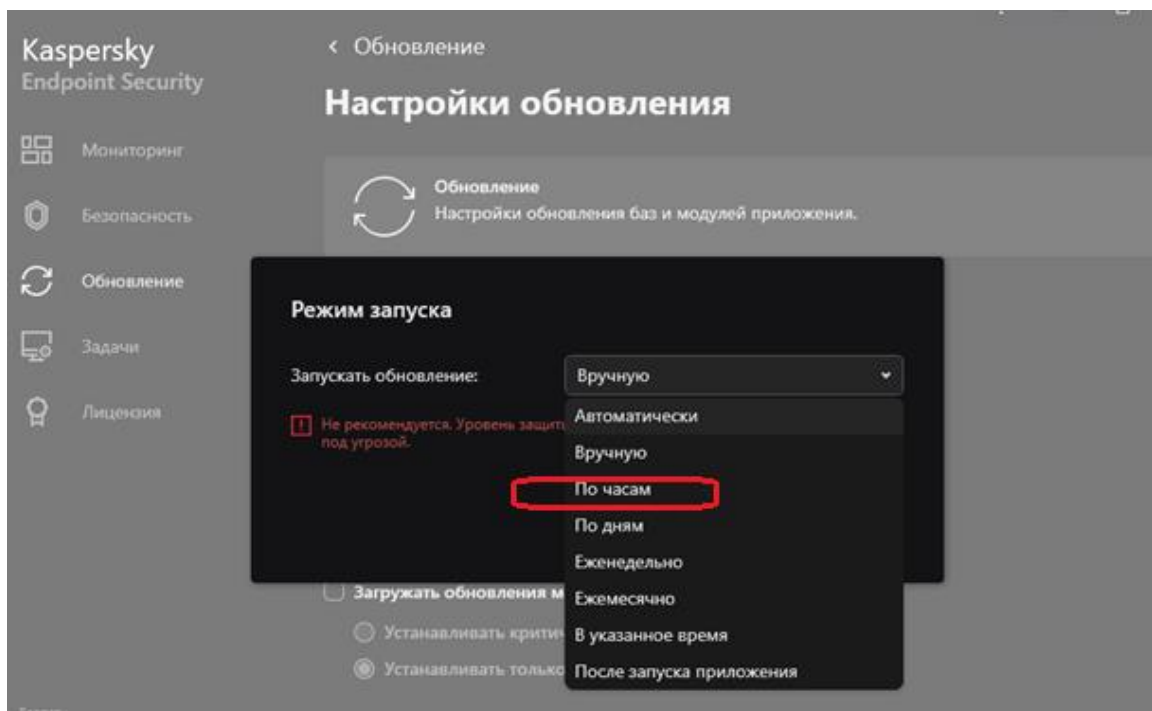 Kaspersky
Endpoint Security
Мониторинг
Безопасность
Обновление
Задачи
Лицензия
‹ Обновление
Настройки обновления
Обновление
Настройки обновления баз и модулей приложения.
Режим запуска
Запускать обновление:
Вручную
Не рекомендуется. Уровень защит
под угрозой.
Автоматически
Вручную
По часам
По дням
Еженедельно
Ежемесячно
В указанное время
После запуска приложения
Загружать обновления м
Устанавливать крити
Устанавливать только